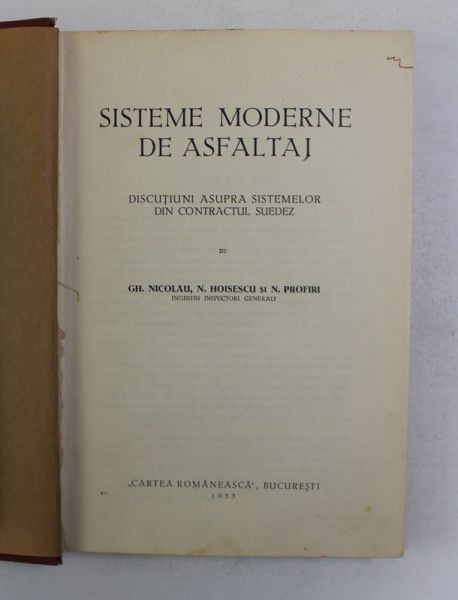 SISTEME MODERNE
DE ASFALTAJ
DISCUȚIUNI ASUPRA SISTEMELOR
DIN CONTRACTUL SUEDEZ
DE
GH. NICOLAU, N. HOISESCU ȘI N. PROFIRI
INGINERI INSPECTORI GENERALI
„CARTEA ROMÂNEASCĂ", BUCUREȘTI
1933